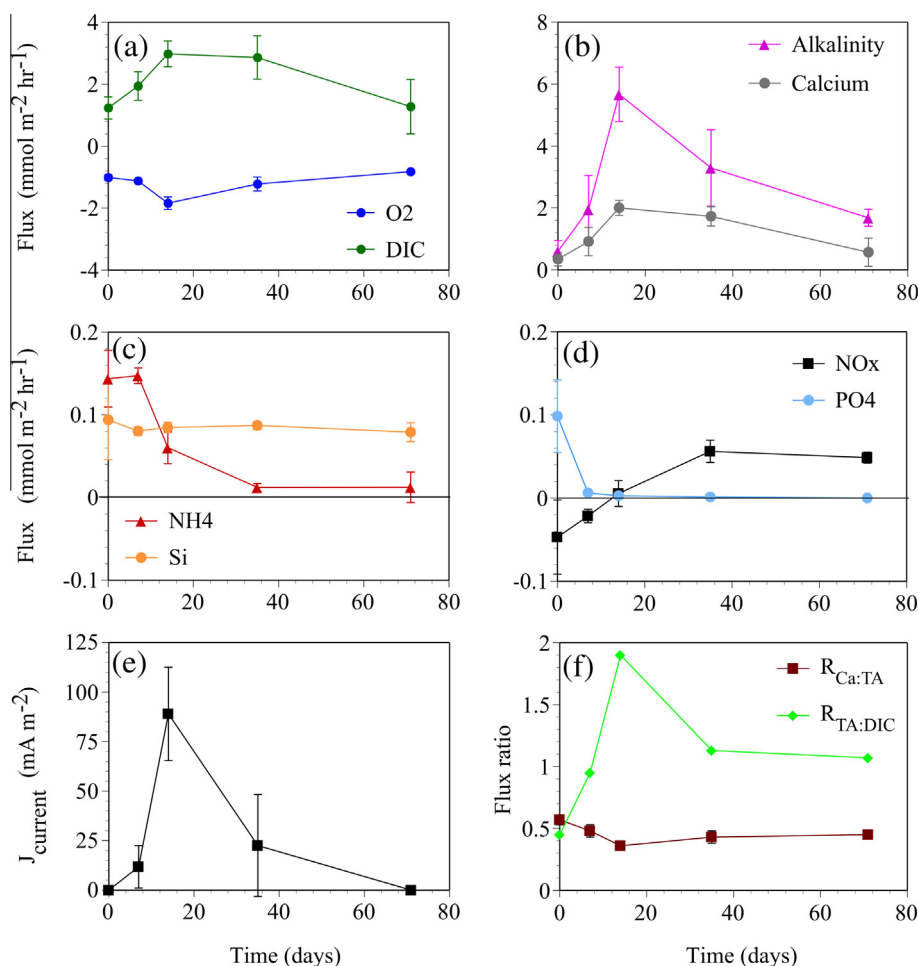 (a)
4
2
0
-2
-4
0 20 40 60 80
Flux (mmol m⁻² hr⁻¹)
O2
DIC
(b)
8
6
4
2
0
0 20 40 60 80
Alkalinity
Calcium
(c)
0.2
0.1
0
-0.1
0 20 40 60 80
Flux (mmol m⁻² hr⁻¹)
NH4
Si
(d)
0.2
0.1
0
-0.1
0 20 40 60 80
NOx
PO4
(e)
125
100
75
50
25
0
0 20 40 60 80
J_current (mA m⁻²)
Time (days)
(f)
2
1.5
1
0.5
0
0 20 40 60 80
Flux ratio
R_Ca:TA
R_TA:DIC
Time (days)